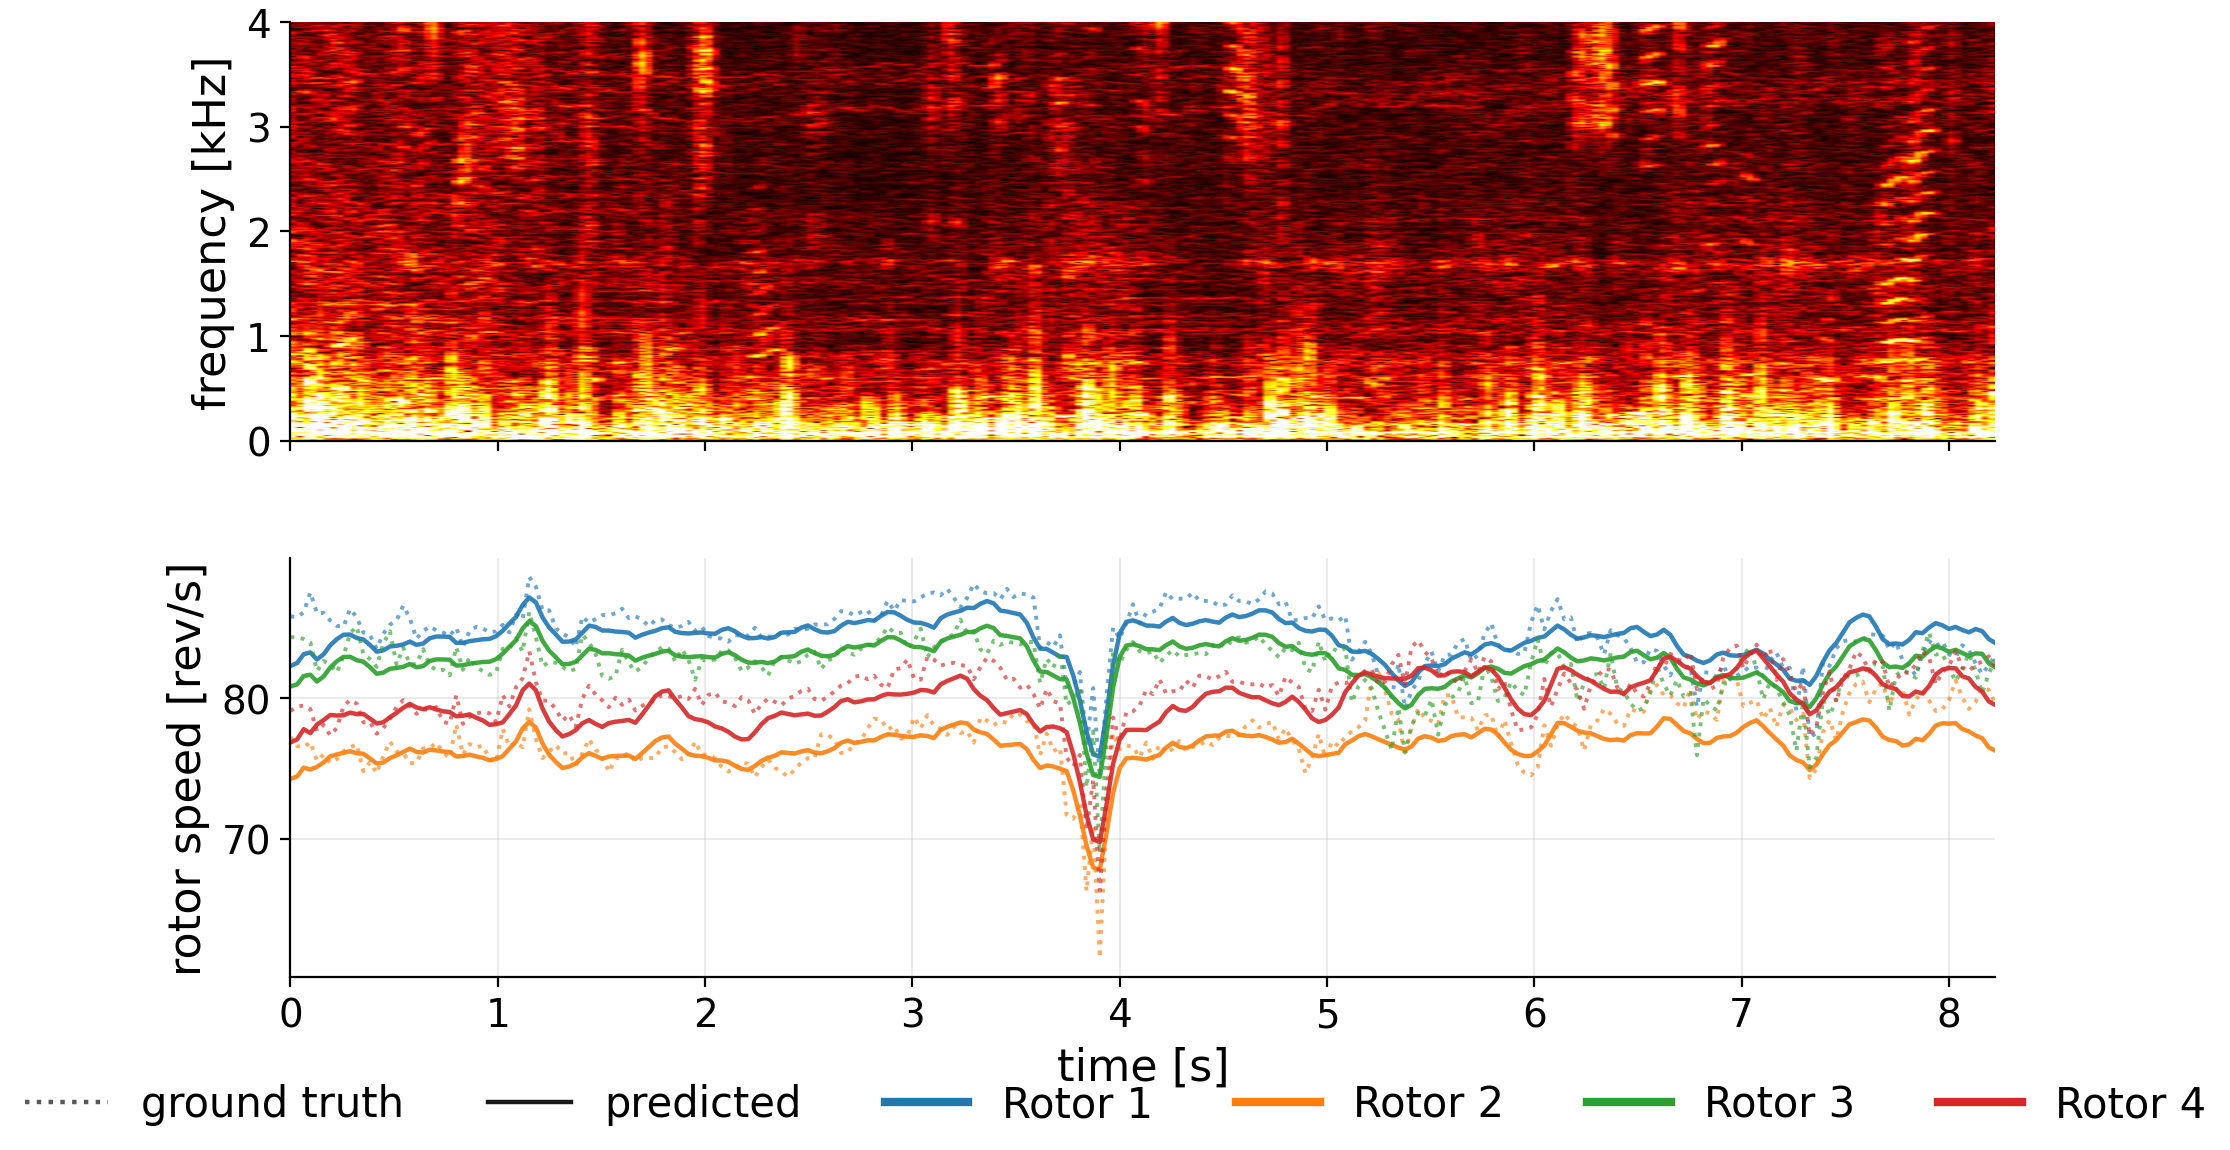 4
3
2
1
0
frequency [kHz]
80
70
rotor speed [rev/s]
0 1 2 3 4 5 6 7 8
time [s]
ground truth predicted Rotor 1 Rotor 2 Rotor 3 Rotor 4